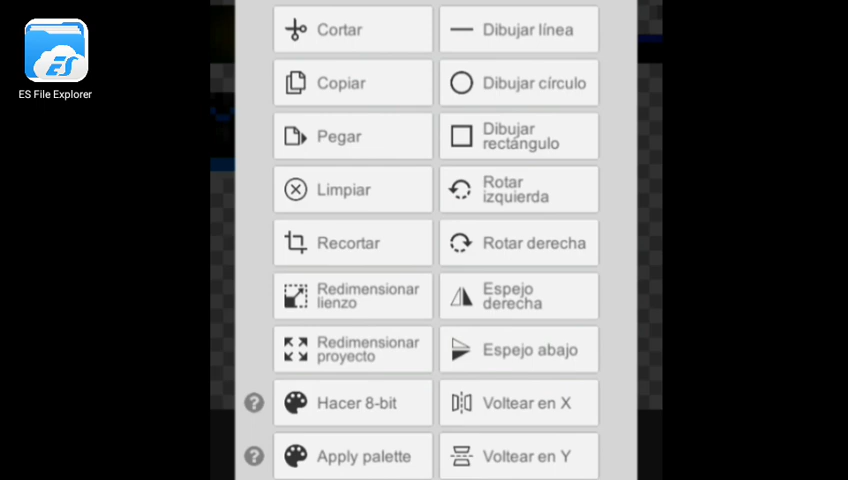 ES
ES File Explorer
Cortar
Dibujar línea
Copiar
Dibujar círculo
Pegar
Dibujar
rectángulo
Limpiar
Rotar
izquierda
Recortar
Rotar derecha
Redimensionar
lienzo
Espejo
derecha
Redimensionar
proyecto
Espejo abajo
? Hacer 8-bit
Voltear en X
? Apply palette
Voltear en Y